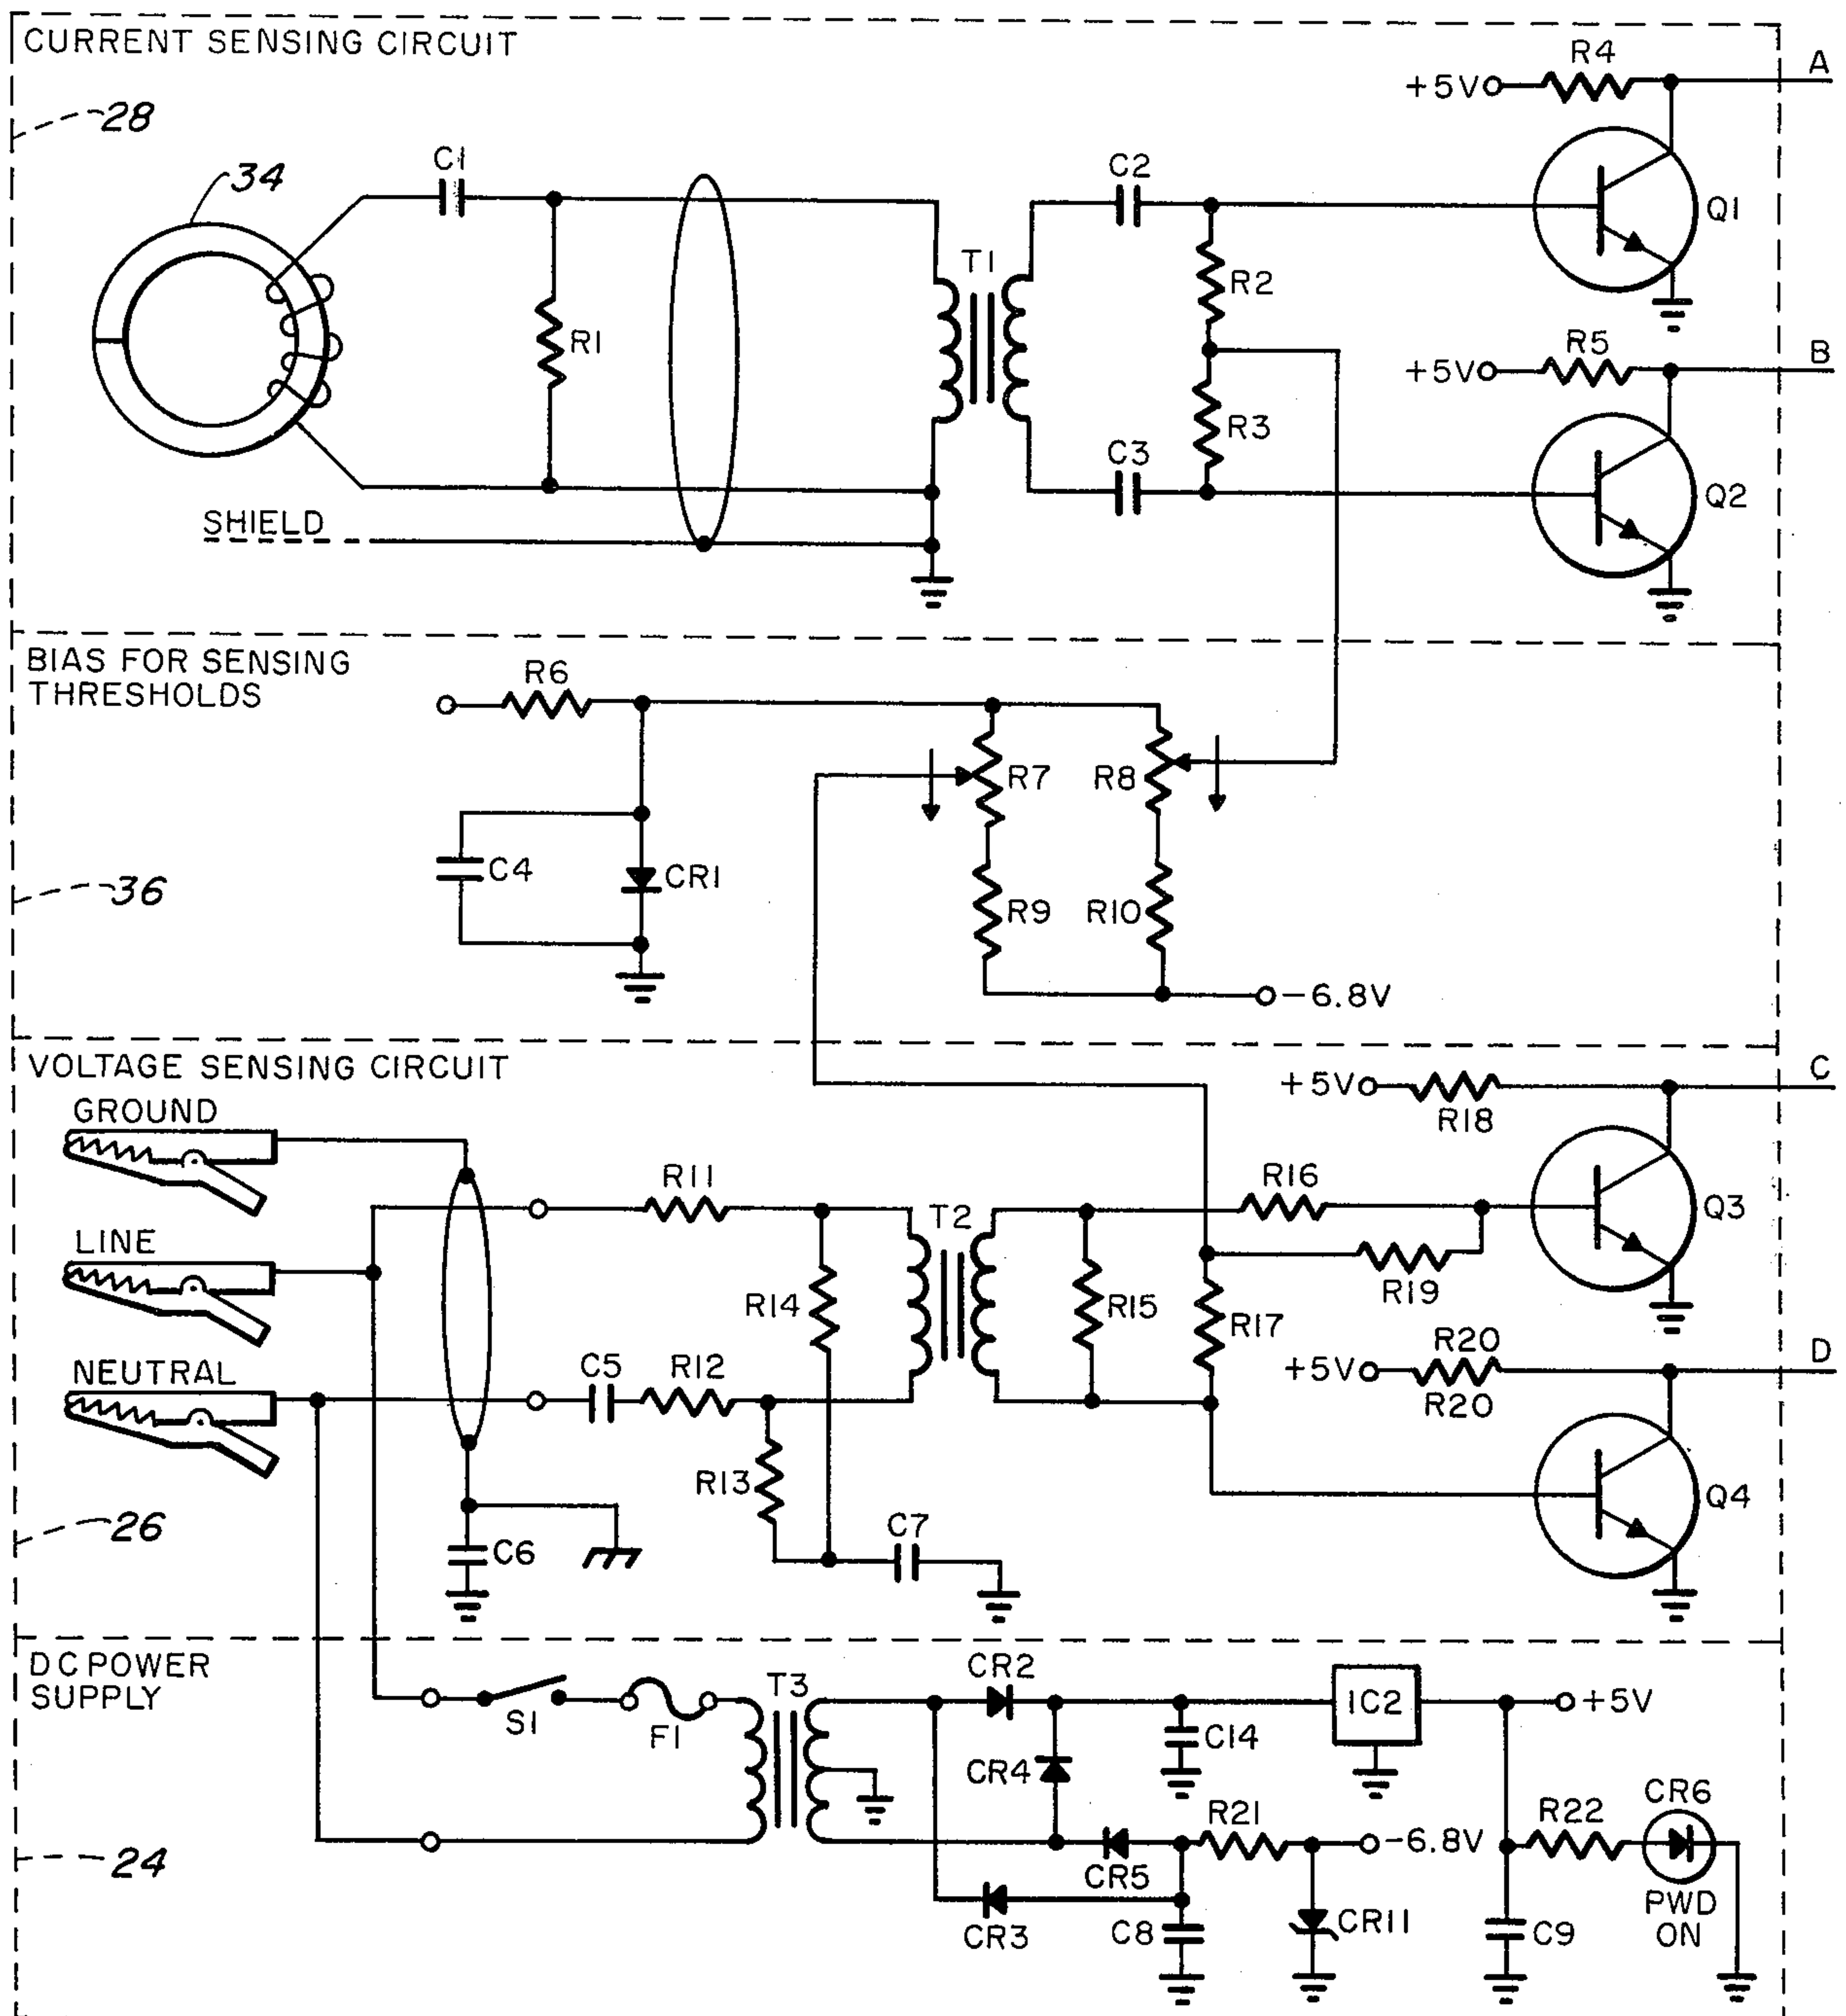 CURRENT SENSING CIRCUIT
28
34
C1
R1
SHIELD
T1
C2
R2
R3
C3
+5V
R4
A
Q1
+5V
R5
B
Q2
BIAS FOR SENSING
THRESHOLDS
R6
C4
CR1
R7
R8
R9
R10
-6.8V
36
VOLTAGE SENSING CIRCUIT
GROUND
LINE
NEUTRAL
R11
R14
C5
R12
R13
C6
C7
T2
R15
R16
R19
R17
+5V
R18
C
Q3
+5V
R20
R20
D
Q4
26
DC POWER
SUPPLY
S1
F1
T3
CR2
CR4
C14
IC2
+5V
CR5
R21
-6.8V
CR3
C8
CR11
R22
CR6
PWD
ON
C9
24